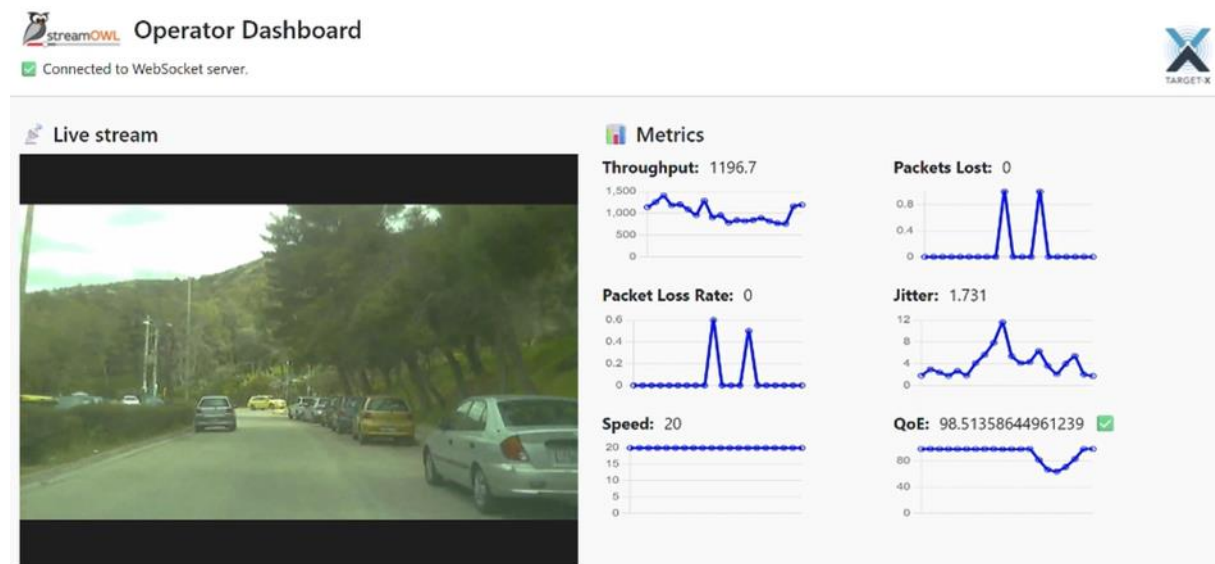 streamOWL Operator Dashboard
✅ Connected to WebSocket server.
TARGET-X
Live stream
Metrics
Throughput: 1196.7
1,500
1,000
500
0
Packets Lost: 0
0.8
0.4
0
Packet Loss Rate: 0
0.6
0.4
0.2
0
Jitter: 1.731
12
8
4
0
Speed: 20
20
15
10
5
0
QoE: 98.51358644961239 ✅
80
40
0